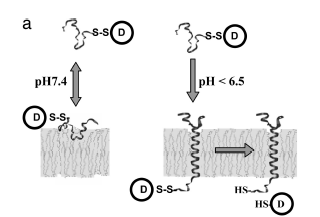 a
S-S D
S-S D
pH7.4
pH < 6.5
D S-S
D S-S
HS
HS D